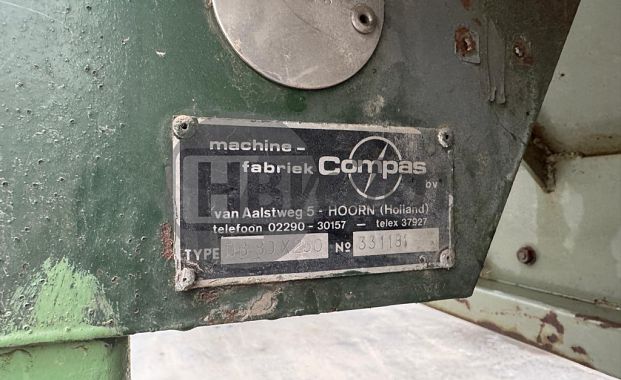 machine-
fabriek Compas
bv
van Aalstweg 5 - HOORN (Holland)
telefoon 02290 - 30157 - telex 37927
TYPE Nº 331181